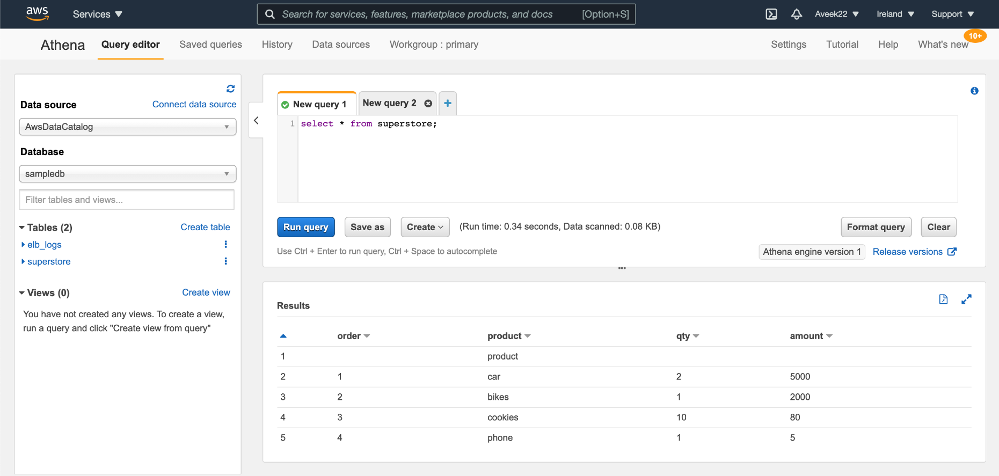 aws Services Search for services, features, marketplace products, and docs [Option+S] Aveek22 Ireland Support
Athena Query editor Saved queries History Data sources Workgroup : primary Settings Tutorial Help What's new 10+
Data source Connect data source
AwsDataCatalog
Database
sampledb
Filter tables and views...
Tables (2) Create table
elb_logs
superstore
Views (0) Create view
You have not created any views. To create a view,
run a query and click "Create view from query"
New query 1 New query 2
1 select * from superstore;
Run query Save as Create (Run time: 0.34 seconds, Data scanned: 0.08 KB) Format query Clear
Use Ctrl + Enter to run query, Ctrl + Space to autocomplete Athena engine version 1 Release versions
Results
order product qty amount
1 product
2 1 car 2 5000
3 2 bikes 1 2000
4 3 cookies 10 80
5 4 phone 1 5